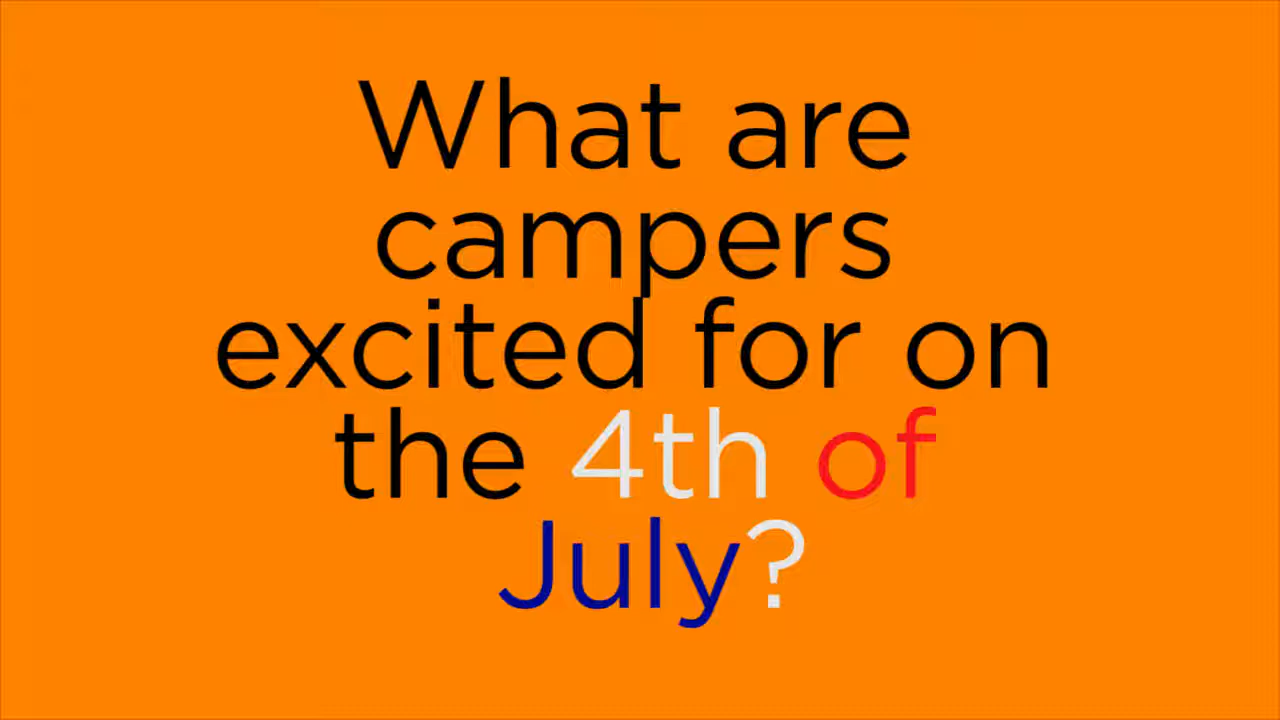 What are
campers
excited for on
the 4th of
July?